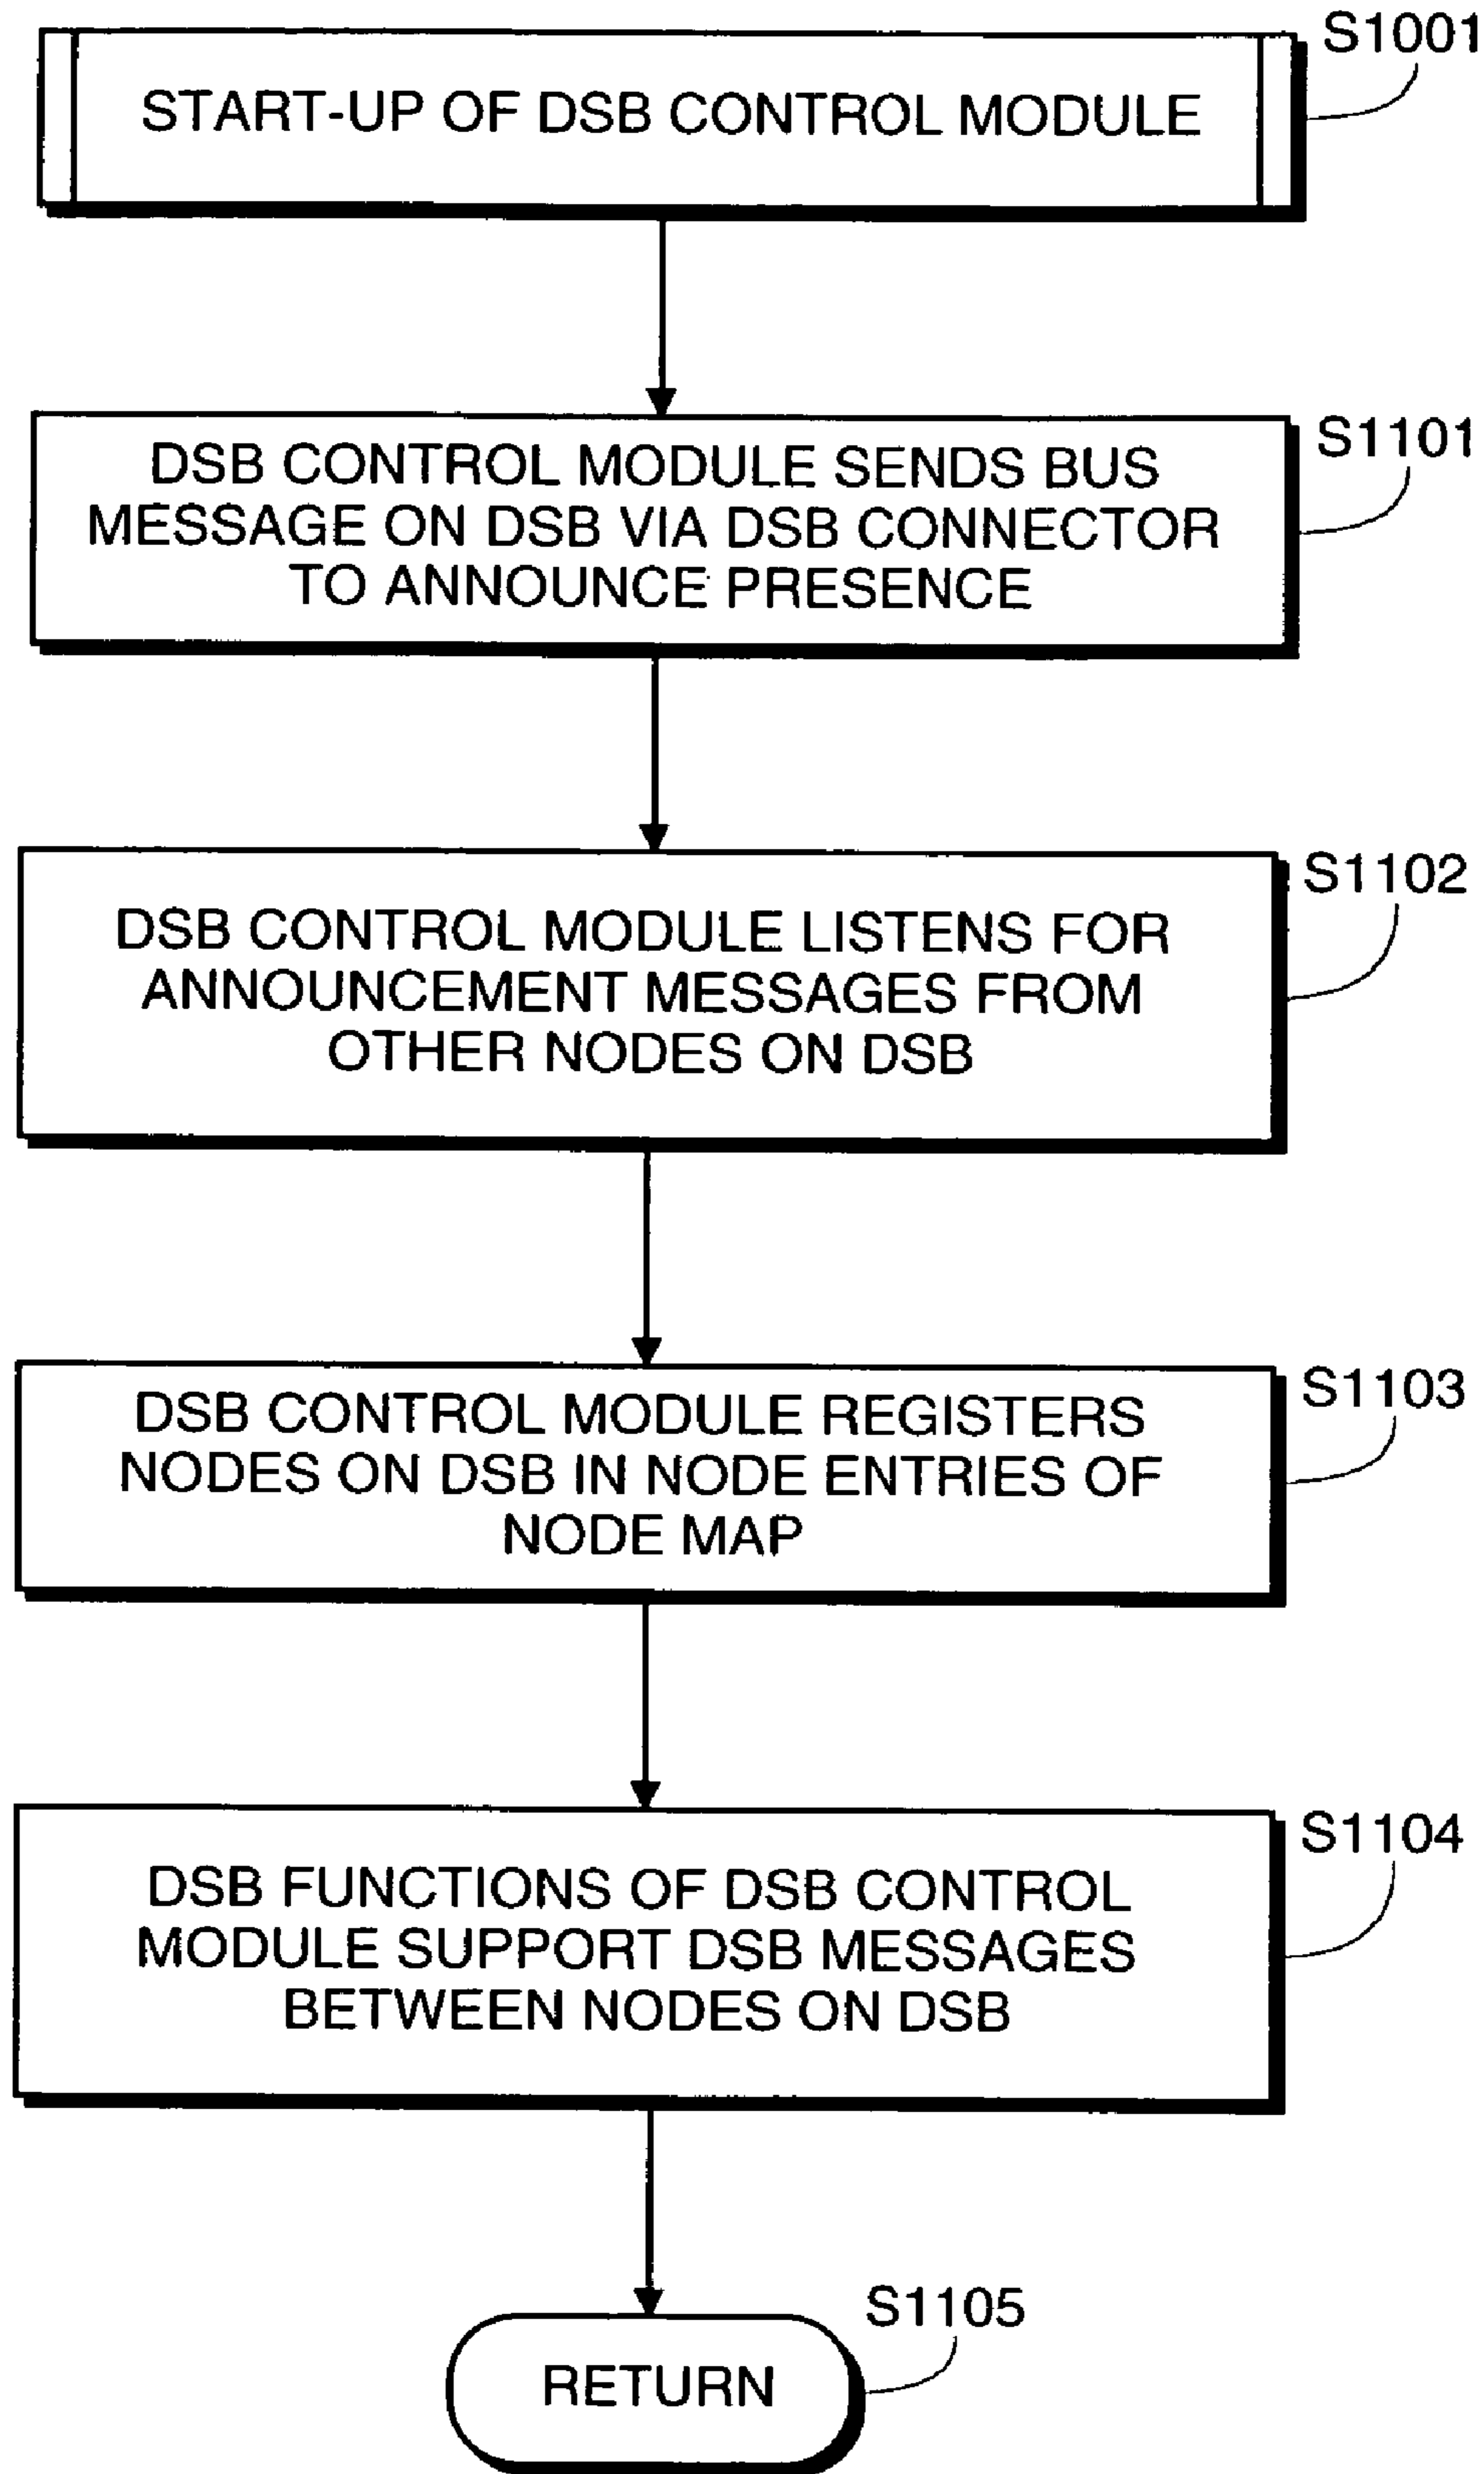 S1001
START-UP OF DSB CONTROL MODULE
S1101
DSB CONTROL MODULE SENDS BUS
MESSAGE ON DSB VIA DSB CONNECTOR
TO ANNOUNCE PRESENCE
S1102
DSB CONTROL MODULE LISTENS FOR
ANNOUNCEMENT MESSAGES FROM
OTHER NODES ON DSB
S1103
DSB CONTROL MODULE REGISTERS
NODES ON DSB IN NODE ENTRIES OF
NODE MAP
S1104
DSB FUNCTIONS OF DSB CONTROL
MODULE SUPPORT DSB MESSAGES
BETWEEN NODES ON DSB
S1105
RETURN